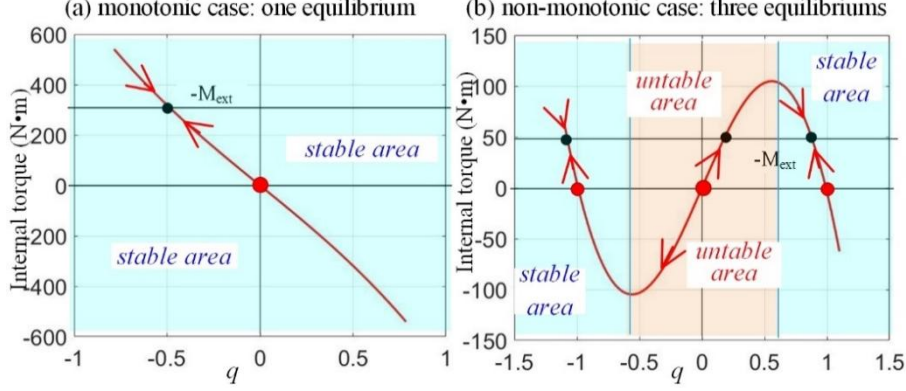 (a) monotonic case: one equilibrium
(b) non-monotonic case: three equilibriums
Internal torque (N•m)
600
400
200
0
200
-400
-600
-1
-0.5
0
0.5
1
q
-Mext
stable area
stable area
Internal torque (N•m)
150
100
50
0
-50
-100
-150
-1.5
-1
-0.5
0
0.5
1
1.5
q
untable
area
stable
area
-Mext
stable
area
untable
area